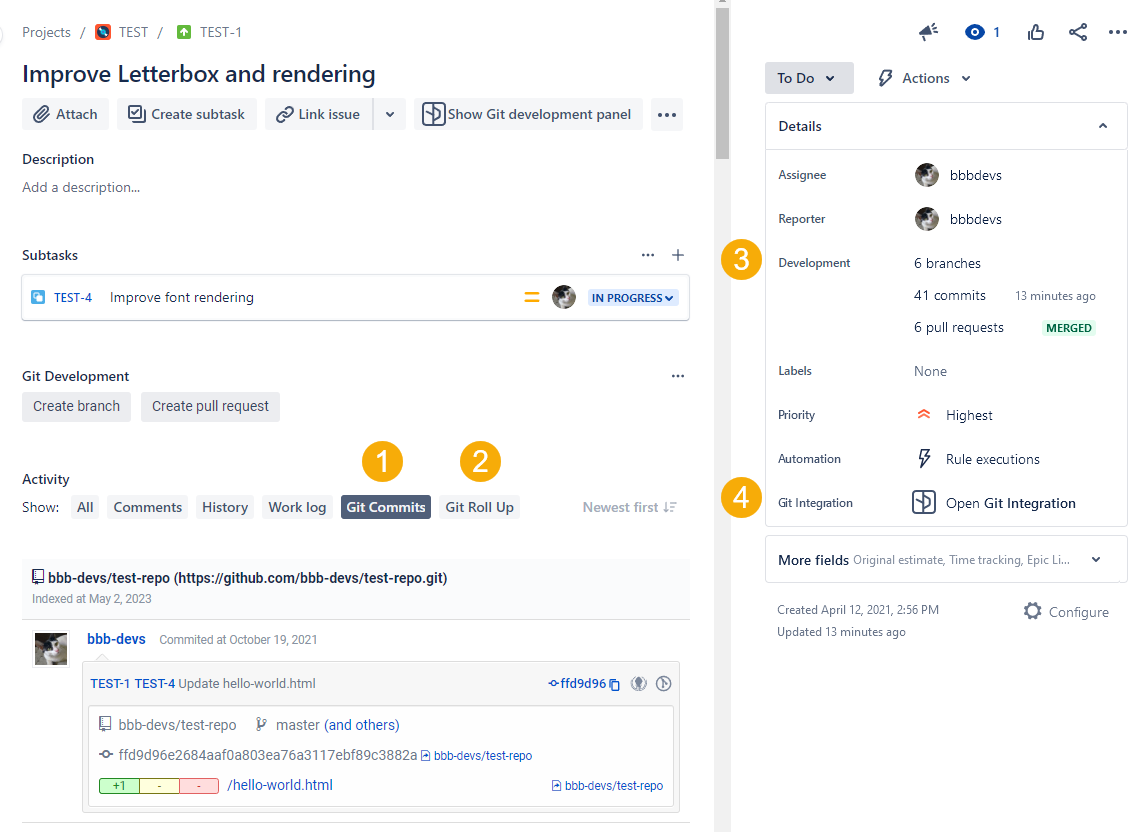 Projects / TEST / TEST-1
Improve Letterbox and rendering
Attach Create subtask Link issue Show Git development panel
Description
Add a description...
Subtasks
TEST-4 Improve font rendering IN PROGRESS
Git Development
Create branch Create pull request
1 2
Activity
Show: All Comments History Work log Git Commits Git Roll Up Newest first
bbb-devs/test-repo (https://github.com/bbb-devs/test-repo.git)
Indexed at May 2, 2023
bbb-devs Commited at October 19, 2021
TEST-1 TEST-4 Update hello-world.html ffd9d96
bbb-devs/test-repo master (and others)
ffd9d96e2684aaf0a803ea76a3117ebf89c3882a bbb-devs/test-repo
+1 - - /hello-world.html bbb-devs/test-repo
1
To Do Actions
Details
Assignee bbbdevs
Reporter bbbdevs
3 Development 6 branches
41 commits 13 minutes ago
6 pull requests MERGED
Labels None
Priority Highest
Automation Rule executions
4 Git Integration Open Git Integration
More fields Original estimate, Time tracking, Epic Li...
Created April 12, 2021, 2:56 PM Configure
Updated 13 minutes ago